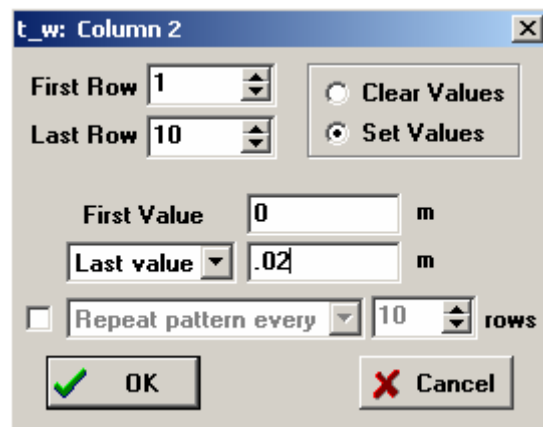 t_w: Column 2
First Row 1
Last Row 10
Clear Values
Set Values
First Value 0 m
Last value .02 m
Repeat pattern every 10 rows
OK
Cancel